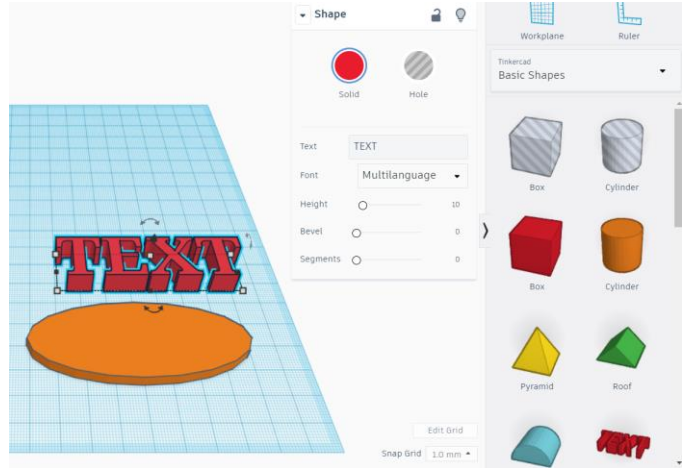 Shape
Solid
Hole
Text
TEXT
Font
Multilanguage
Height
10
Bevel
0
Segments
0
TEXT
Edit Grid
Snap Grid
1.0 mm
Workplane
Ruler
Tinkercad
Basic Shapes
Box
Cylinder
Box
Cylinder
Pyramid
Roof
TEXT